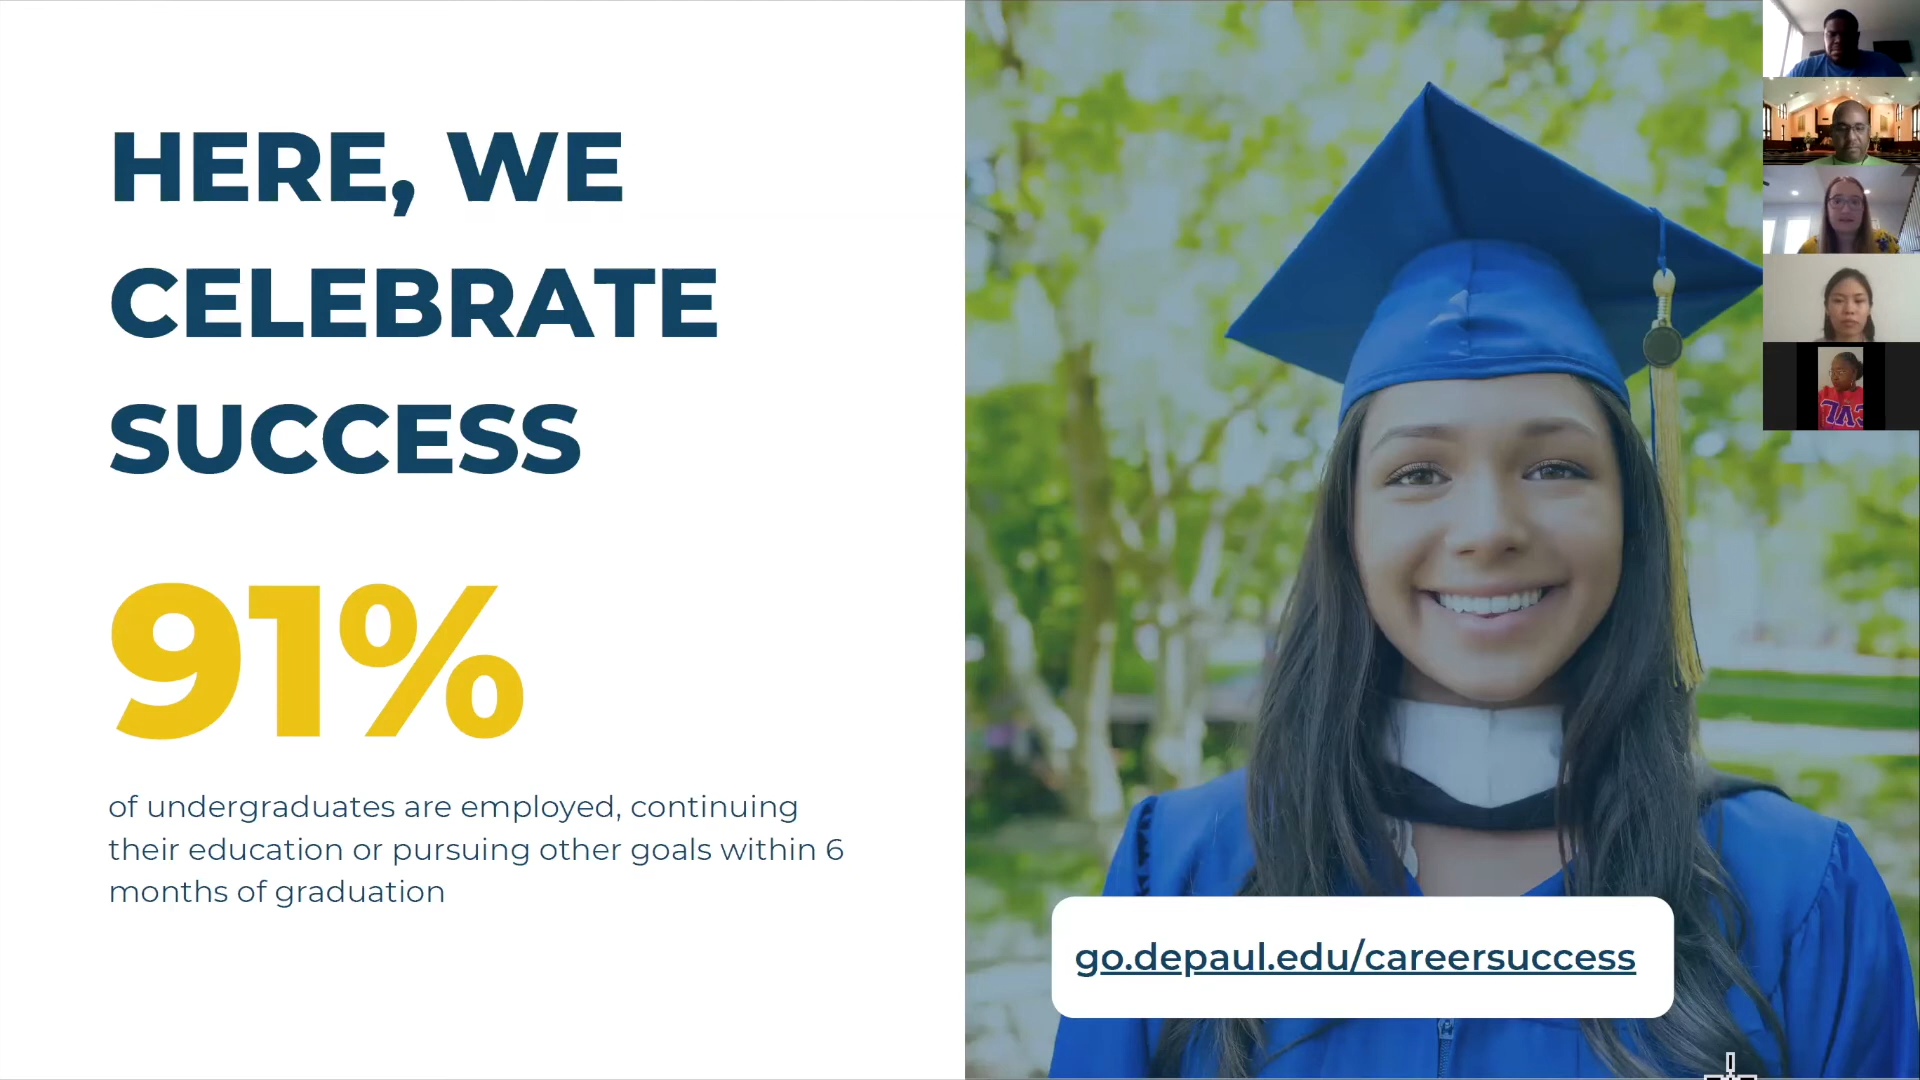 HERE, WE
CELEBRATE
SUCCESS
91%
of undergraduates are employed, continuing
their education or pursuing other goals within 6
months of graduation
go.depaul.edu/careersuccess